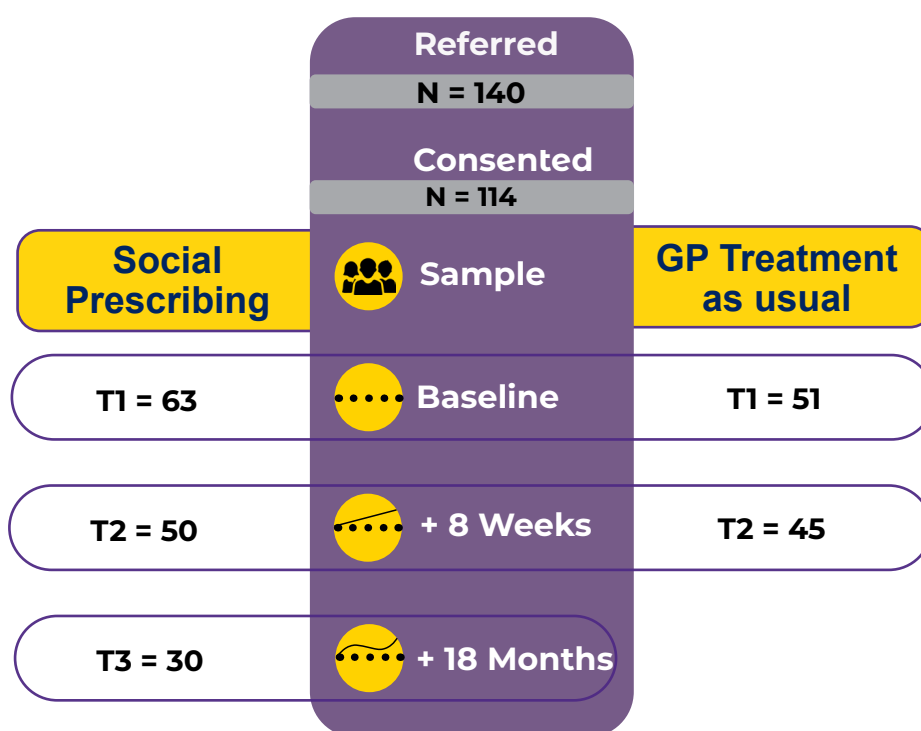 Referred
N = 140
Consented
N = 114
Social
Prescribing
Sample
GP Treatment
as usual
T1 = 63
Baseline
T1 = 51
T2 = 50
+ 8 Weeks
T2 = 45
T3 = 30
+ 18 Months